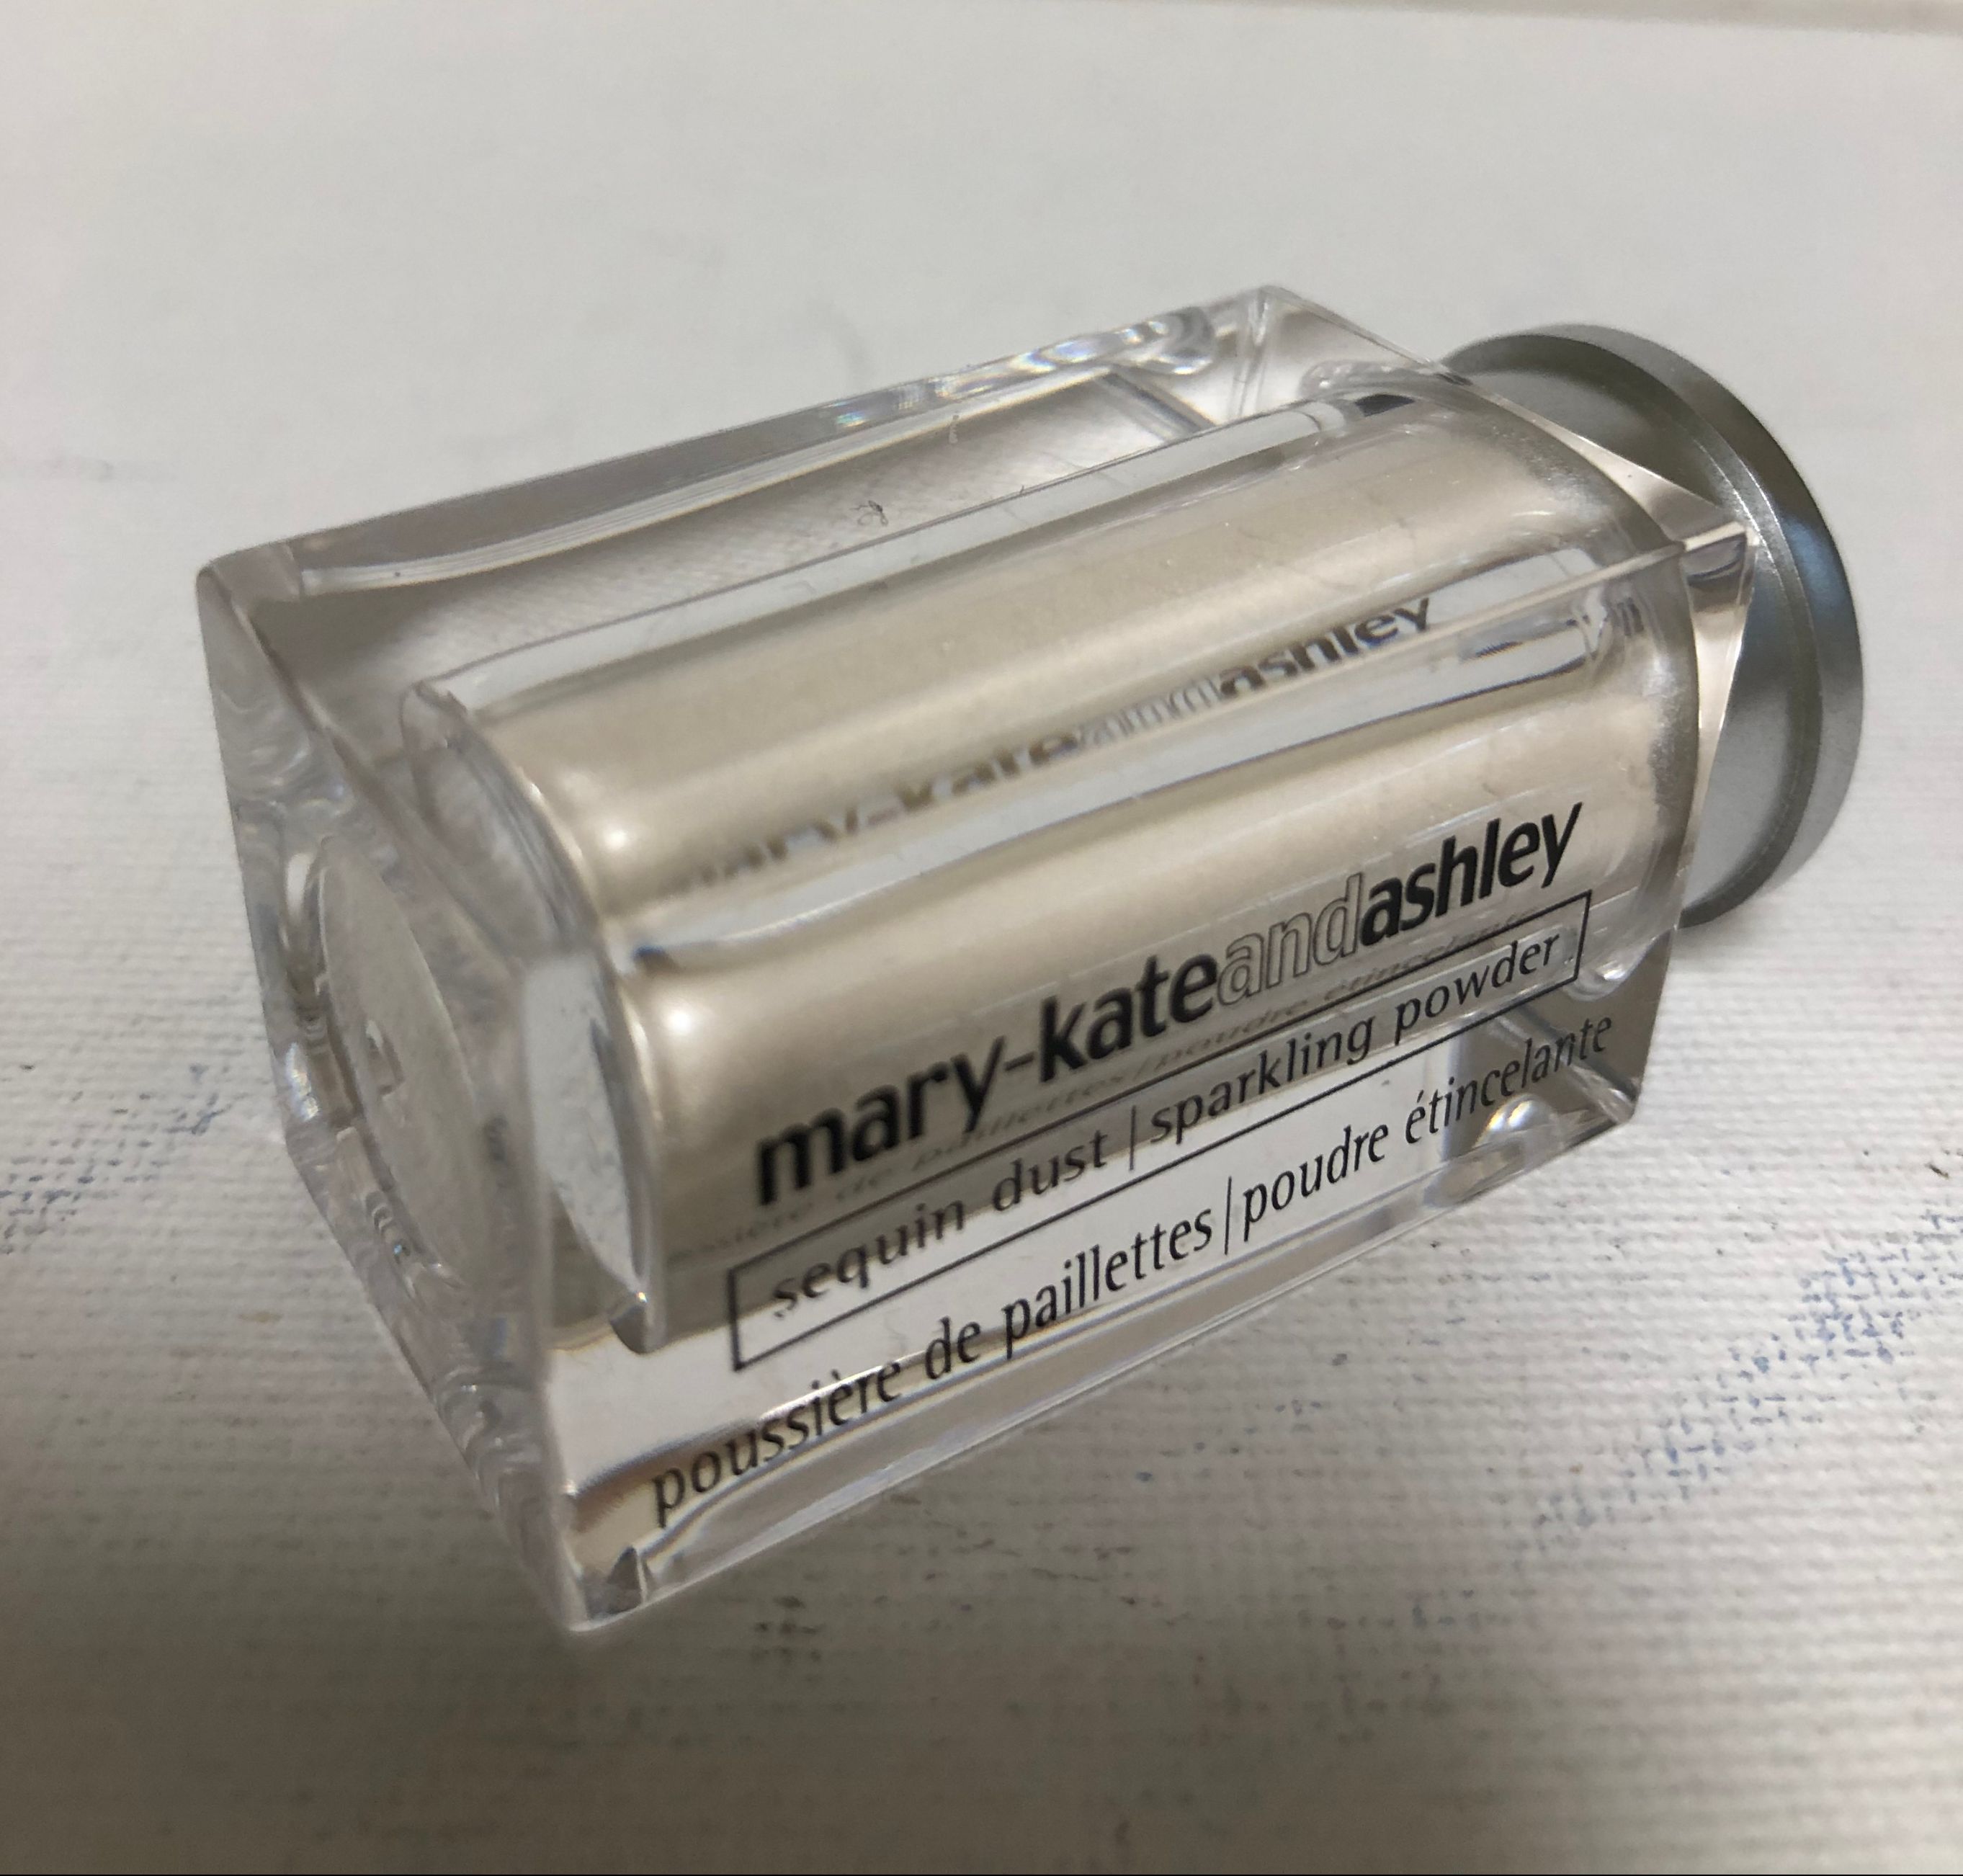 mary-kateandashley
sequin dust | sparkling powder
poussière de paillettes | poudre étincelante